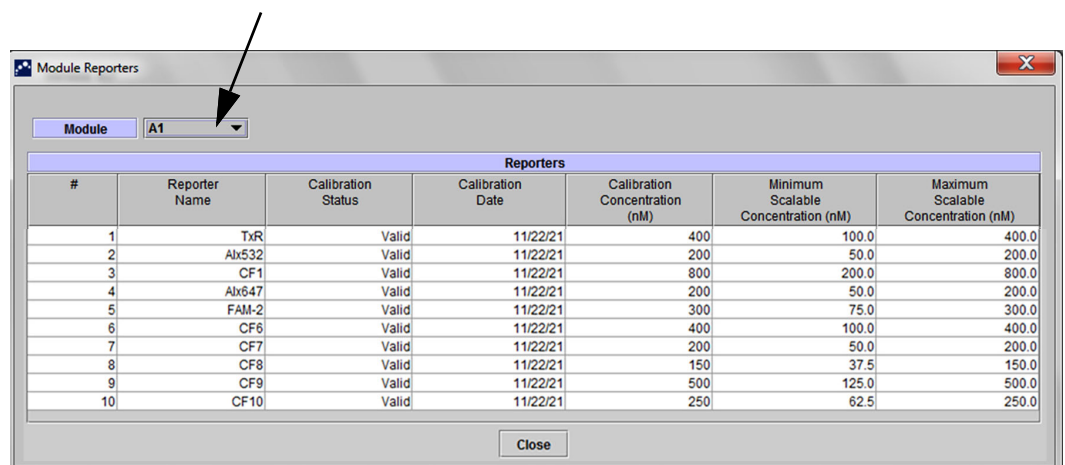 Module Reporters
X
Module A1
Reporters
# Reporter Name Calibration Status Calibration Date Calibration Concentration (nM) Minimum Scalable Concentration (nM) Maximum Scalable Concentration (nM)
1 TxR Valid 11/22/21 400 100.0 400.0
2 Alx532 Valid 11/22/21 200 50.0 200.0
3 CF1 Valid 11/22/21 800 200.0 800.0
4 Alx647 Valid 11/22/21 200 50.0 200.0
5 FAM-2 Valid 11/22/21 300 75.0 300.0
6 CF6 Valid 11/22/21 400 100.0 400.0
7 CF7 Valid 11/22/21 200 50.0 200.0
8 CF8 Valid 11/22/21 150 37.5 150.0
9 CF9 Valid 11/22/21 500 125.0 500.0
10 CF10 Valid 11/22/21 250 62.5 250.0
Close